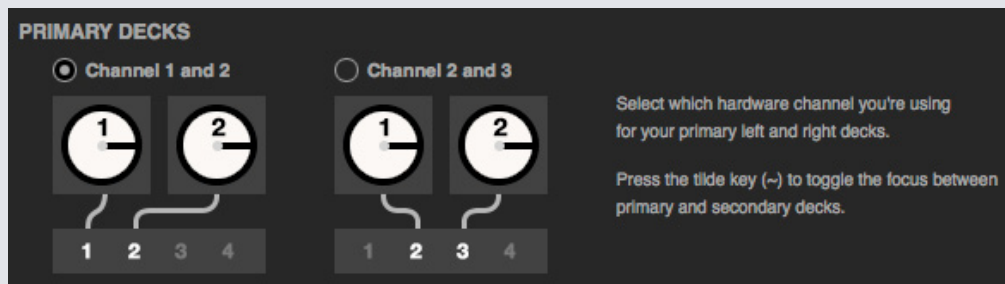 PRIMARY DECKS
Channel 1 and 2
Channel 2 and 3
1 2
1 2
1 2 3 4
1 2 3 4
Select which hardware channel you're using
for your primary left and right decks.
Press the tilde key (~) to toggle the focus between
primary and secondary decks.